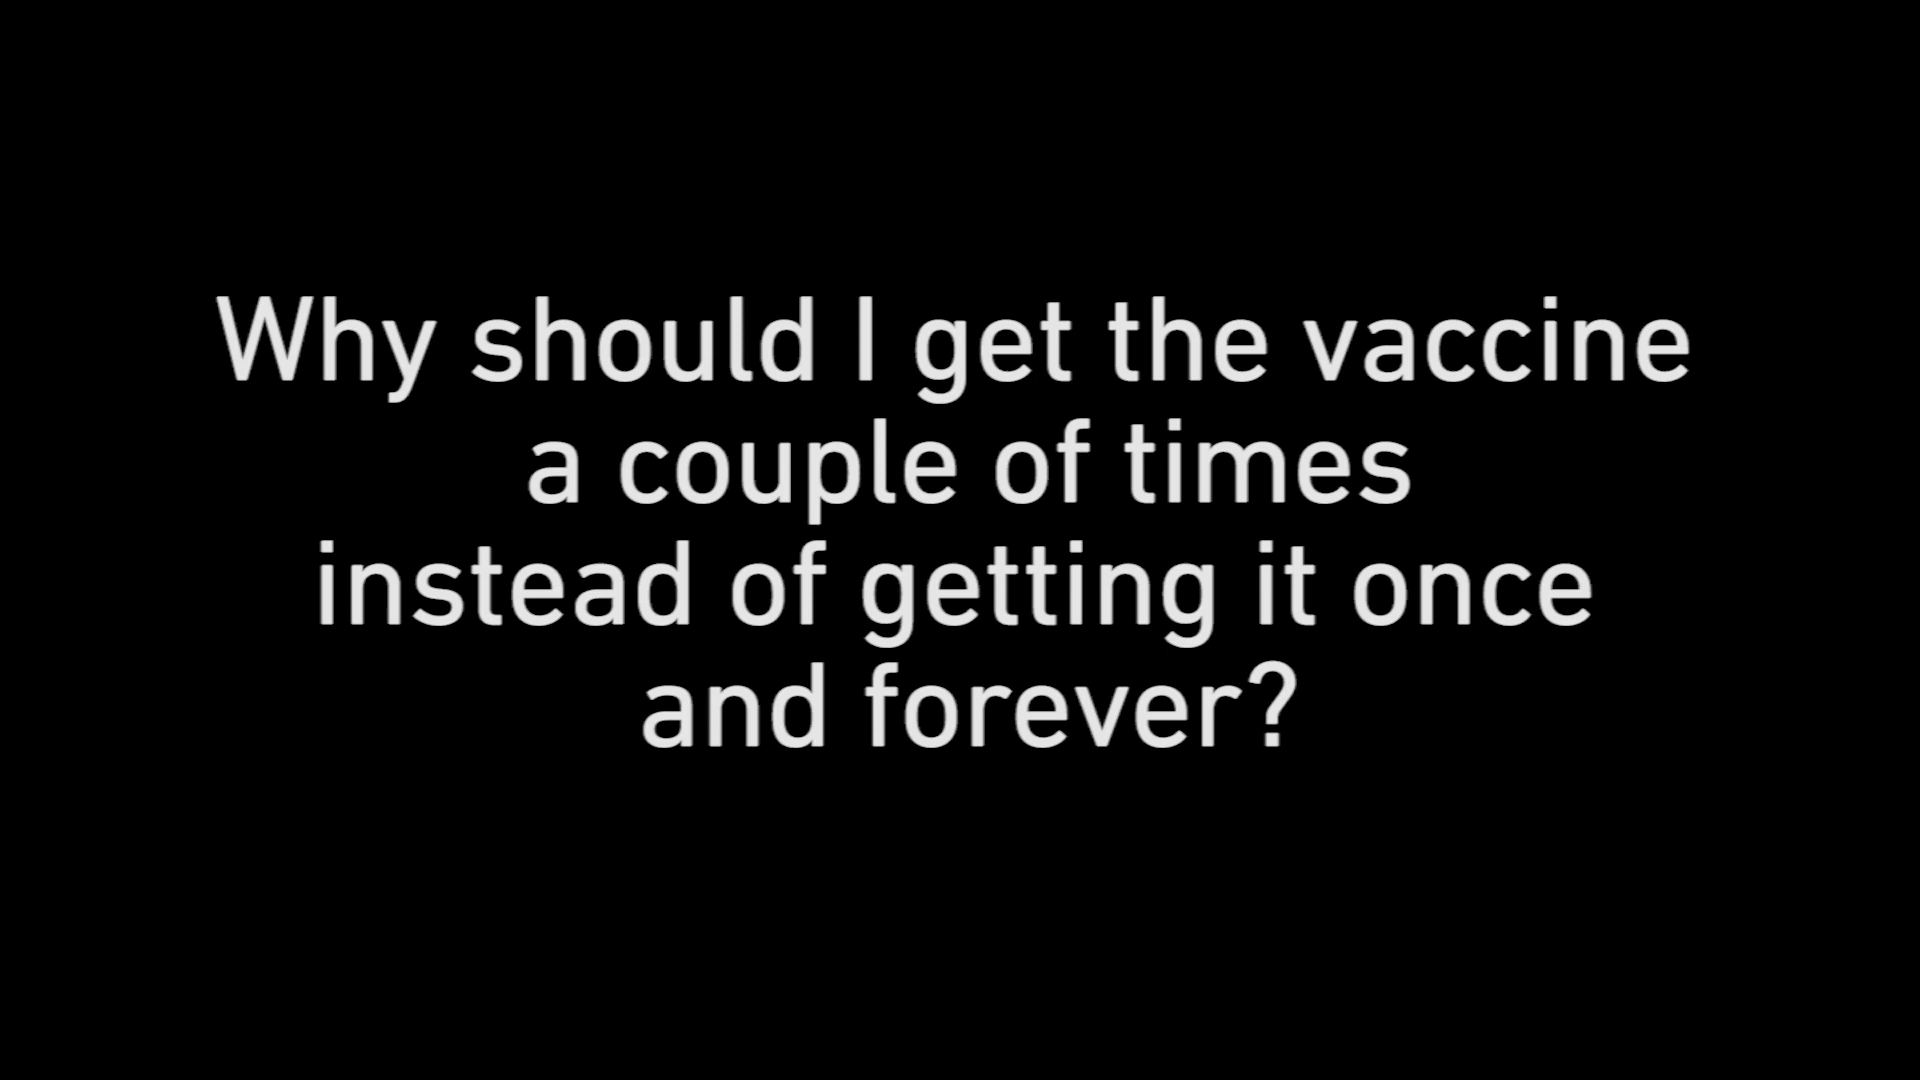 Why should I get the vaccine
a couple of times
instead of getting it once
and forever?